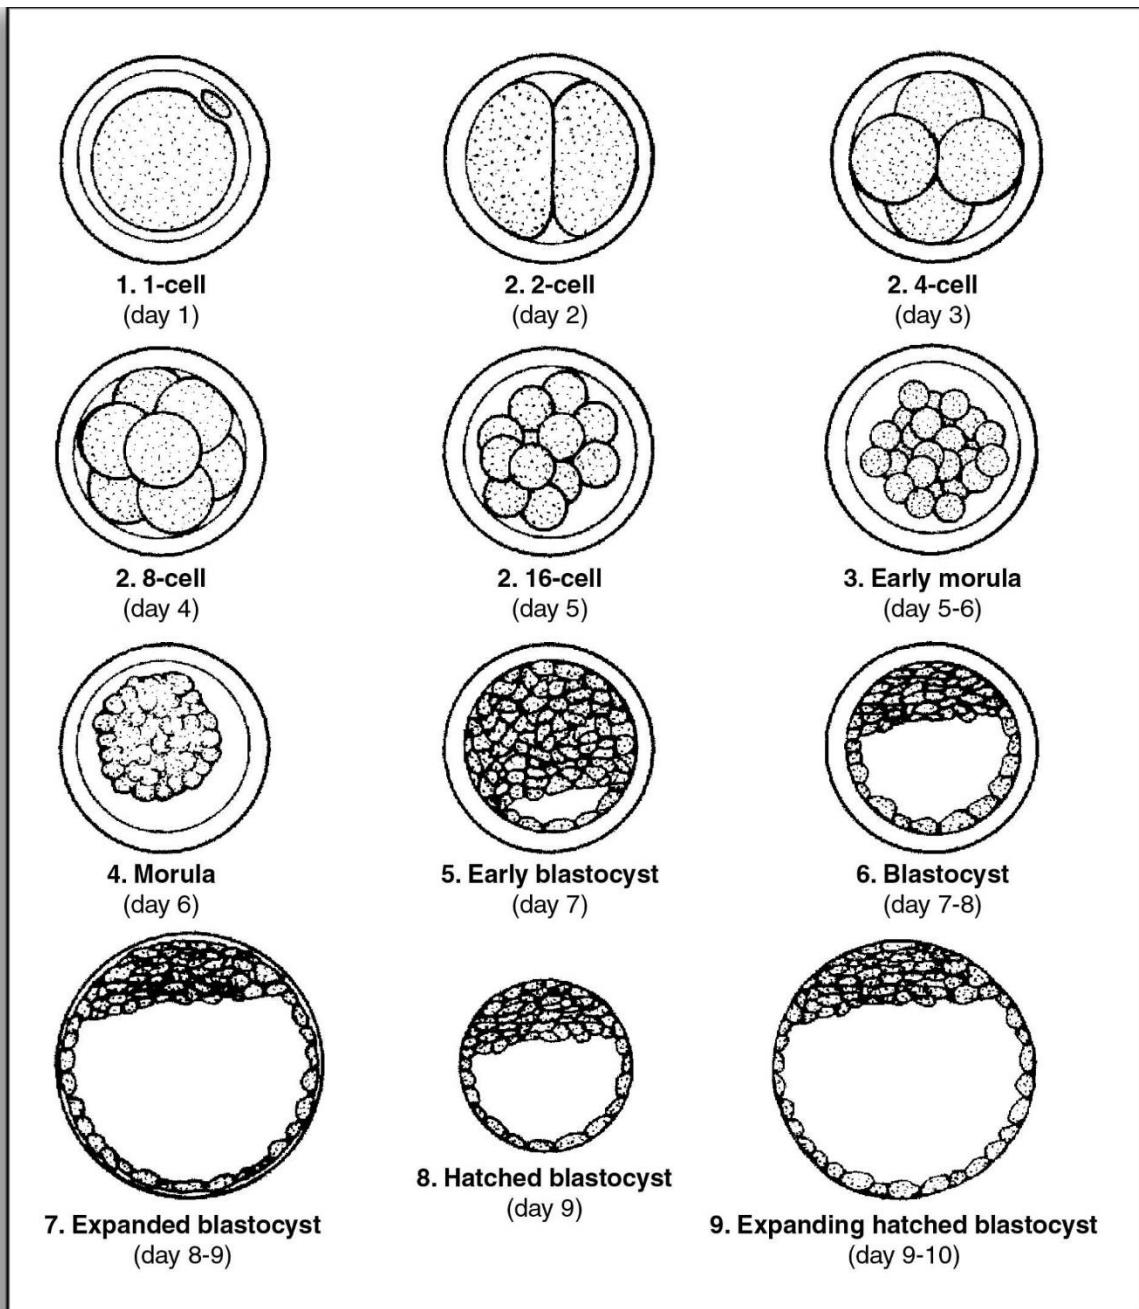 1. 1-cell
(day 1)
2. 2-cell
(day 2)
2. 4-cell
(day 3)
2. 8-cell
(day 4)
2. 16-cell
(day 5)
3. Early morula
(day 5-6)
4. Morula
(day 6)
5. Early blastocyst
(day 7)
6. Blastocyst
(day 7-8)
7. Expanded blastocyst
(day 8-9)
8. Hatched blastocyst
(day 9)
9. Expanding hatched blastocyst
(day 9-10)